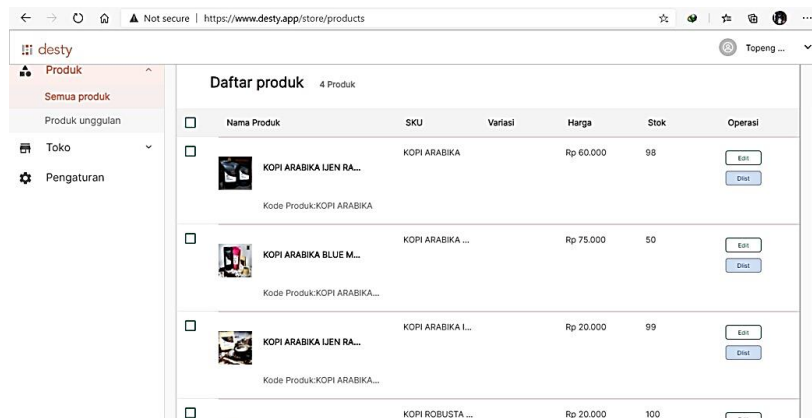 Not secure | https://www.desty.app/store/products
desty
Topeng ...
Produk
Semua produk
Produk unggulan
Toko
Pengaturan
Daftar produk 4 Produk
Nama Produk SKU Variasi Harga Stok Operasi
KOPI ARABIKA IJEN RA... KOPI ARABIKA Rp 60.000 98 Edit
Dlist
Kode Produk:KOPI ARABIKA
KOPI ARABIKA BLUE M... KOPI ARABIKA ... Rp 75.000 50 Edit
Dlist
Kode Produk:KOPI ARABIKA...
KOPI ARABIKA IJEN RA... KOPI ARABIKA I... Rp 20.000 99 Edit
Dlist
Kode Produk:KOPI ARABIKA...
KOPI ROBUSTA ... Rp 20.000 100